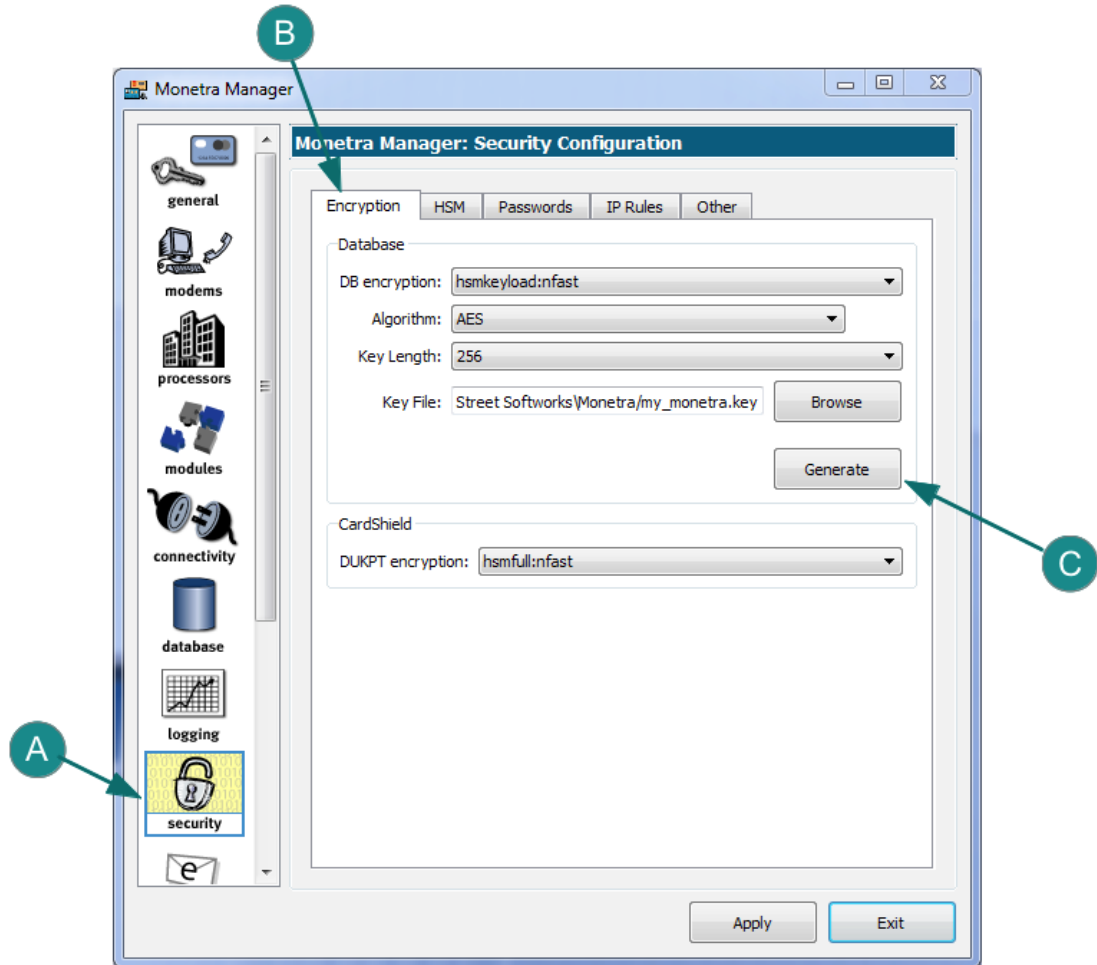 B
Monetra Manager
Monetra Manager: Security Configuration
general
modems
processors
modules
connectivity
database
logging
security
e
Encryption HSM Passwords IP Rules Other
Database
DB encryption: hsmkeyload:nfast
Algorithm: AES
Key Length: 256
Key File: Street Softworks\Monetra/my_monetra.key Browse
Generate
CardShield
DUKPT encryption: hsmfull:nfast
C
A
Apply Exit